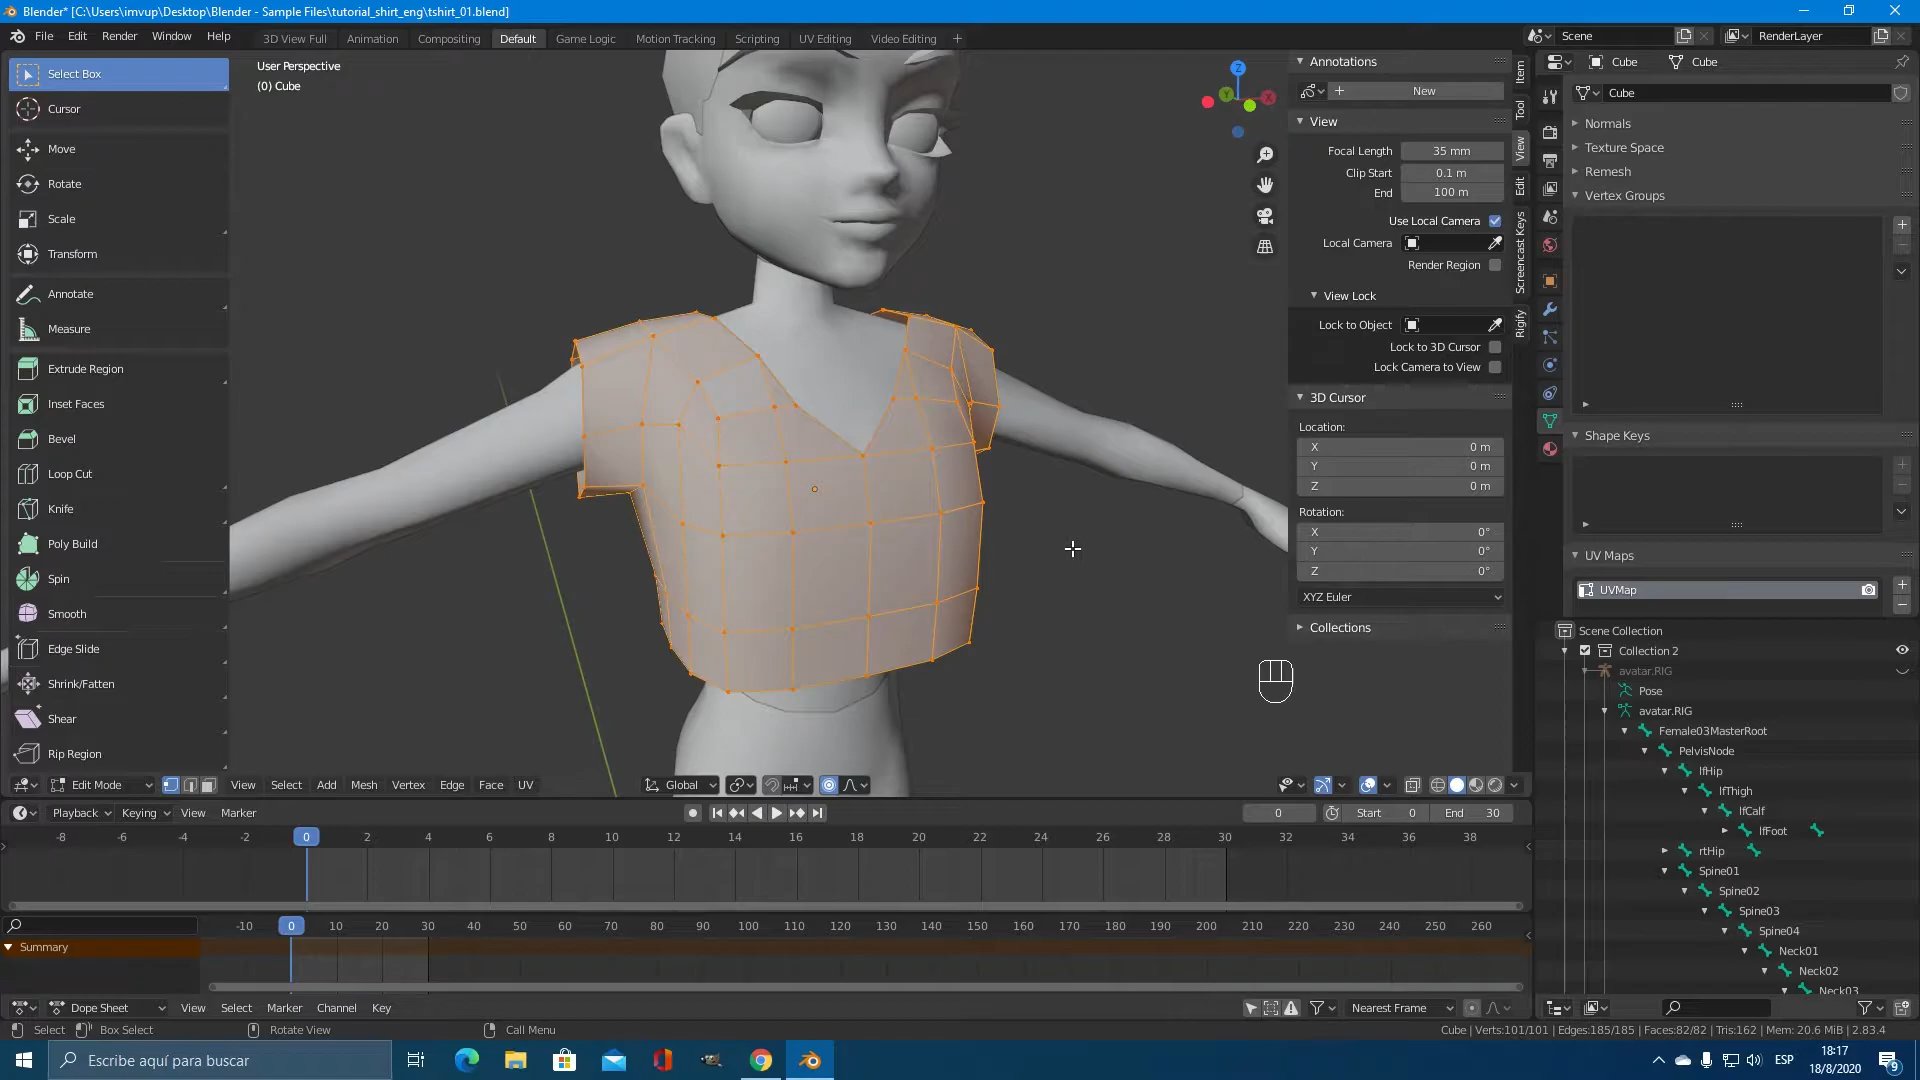 Blender* [C:\Users\imvup\Desktop\Blender - Sample Files\tutorial_shirt_eng\tshirt_01.blend]
File Edit Render Window Help
3D View Full Animation Compositing Default Game Logic Motion Tracking Scripting UV Editing Video Editing +
Scene
RenderLayer
Select Box
Cursor
Move
Rotate
Scale
Transform
Annotate
Measure
Extrude Region
Inset Faces
Bevel
Loop Cut
Knife
Poly Build
Spin
Smooth
Edge Slide
Shrink/Fatten
Shear
Rip Region
User Perspective
(0) Cube
Z
Y
X
Annotations
New
View
Focal Length 35 mm
Clip Start 0.1 m
End 100 m
Use Local Camera
Local Camera
Render Region
View Lock
Lock to Object
Lock to 3D Cursor
Lock Camera to View
3D Cursor
Location:
X 0 m
Y 0 m
Z 0 m
Rotation:
X 0°
Y 0°
Z 0°
XYZ Euler
Collections
Item
Tool
View
Edit
Screencast Keys
Rigify
Cube Cube
Cube
Normals
Texture Space
Remesh
Vertex Groups
Shape Keys
UV Maps
UVMap
Scene Collection
Collection 2
avatar.RIG
Pose
avatar.RIG
Female03MasterRoot
PelvisNode
lfHip
lfThigh
lfCalf
lfFoot
rtHip
Spine01
Spine02
Spine03
Spine04
Neck01
Neck02
Neck03
Edit Mode View Select Add Mesh Vertex Edge Face UV Global
Playback Keying View Marker 0 Start 0 End 30
-8 -6 -4 -2 0 2 4 6 8 10 12 14 16 18 20 22 24 26 28 30 32 34 36 38
-10 0 10 20 30 40 50 60 70 80 90 100 110 120 130 140 150 160 170 180 190 200 210 220 230 240 250 260
Summary
Dope Sheet View Select Marker Channel Key Nearest Frame
Select Box Select Rotate View Call Menu Cube | Verts:101/101 | Edges:185/185 | Faces:82/82 | Tris:162 | Mem: 20.6 MiB | 2.83.4
Escribe aquí para buscar
ESP
18:17
18/8/2020
9